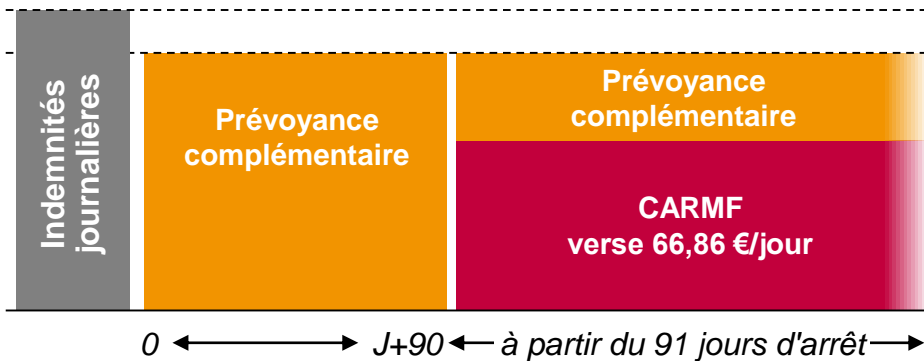 Indemnités
journalières
Prévoyance
complémentaire
Prévoyance
complémentaire
CARMF
verse 66,86 €/jour
0
J+90
à partir du 91 jours d'arrêt